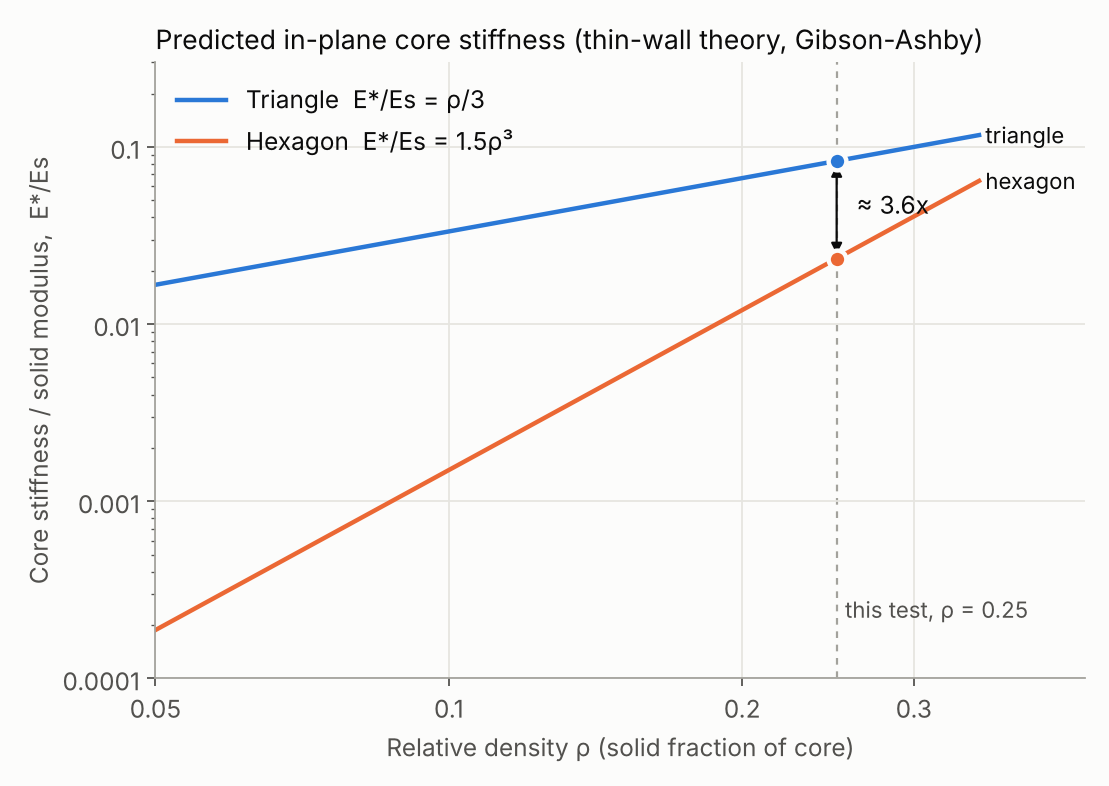 Predicted in-plane core stiffness (thin-wall theory, Gibson-Ashby)
Triangle E*/Es = ρ/3
Hexagon E*/Es = 1.5ρ³
Core stiffness / solid modulus, E*/Es
0.1
0.01
0.001
0.0001
triangle
hexagon
≈ 3.6x
this test, ρ = 0.25
0.05
0.1
0.2
0.3
Relative density ρ (solid fraction of core)